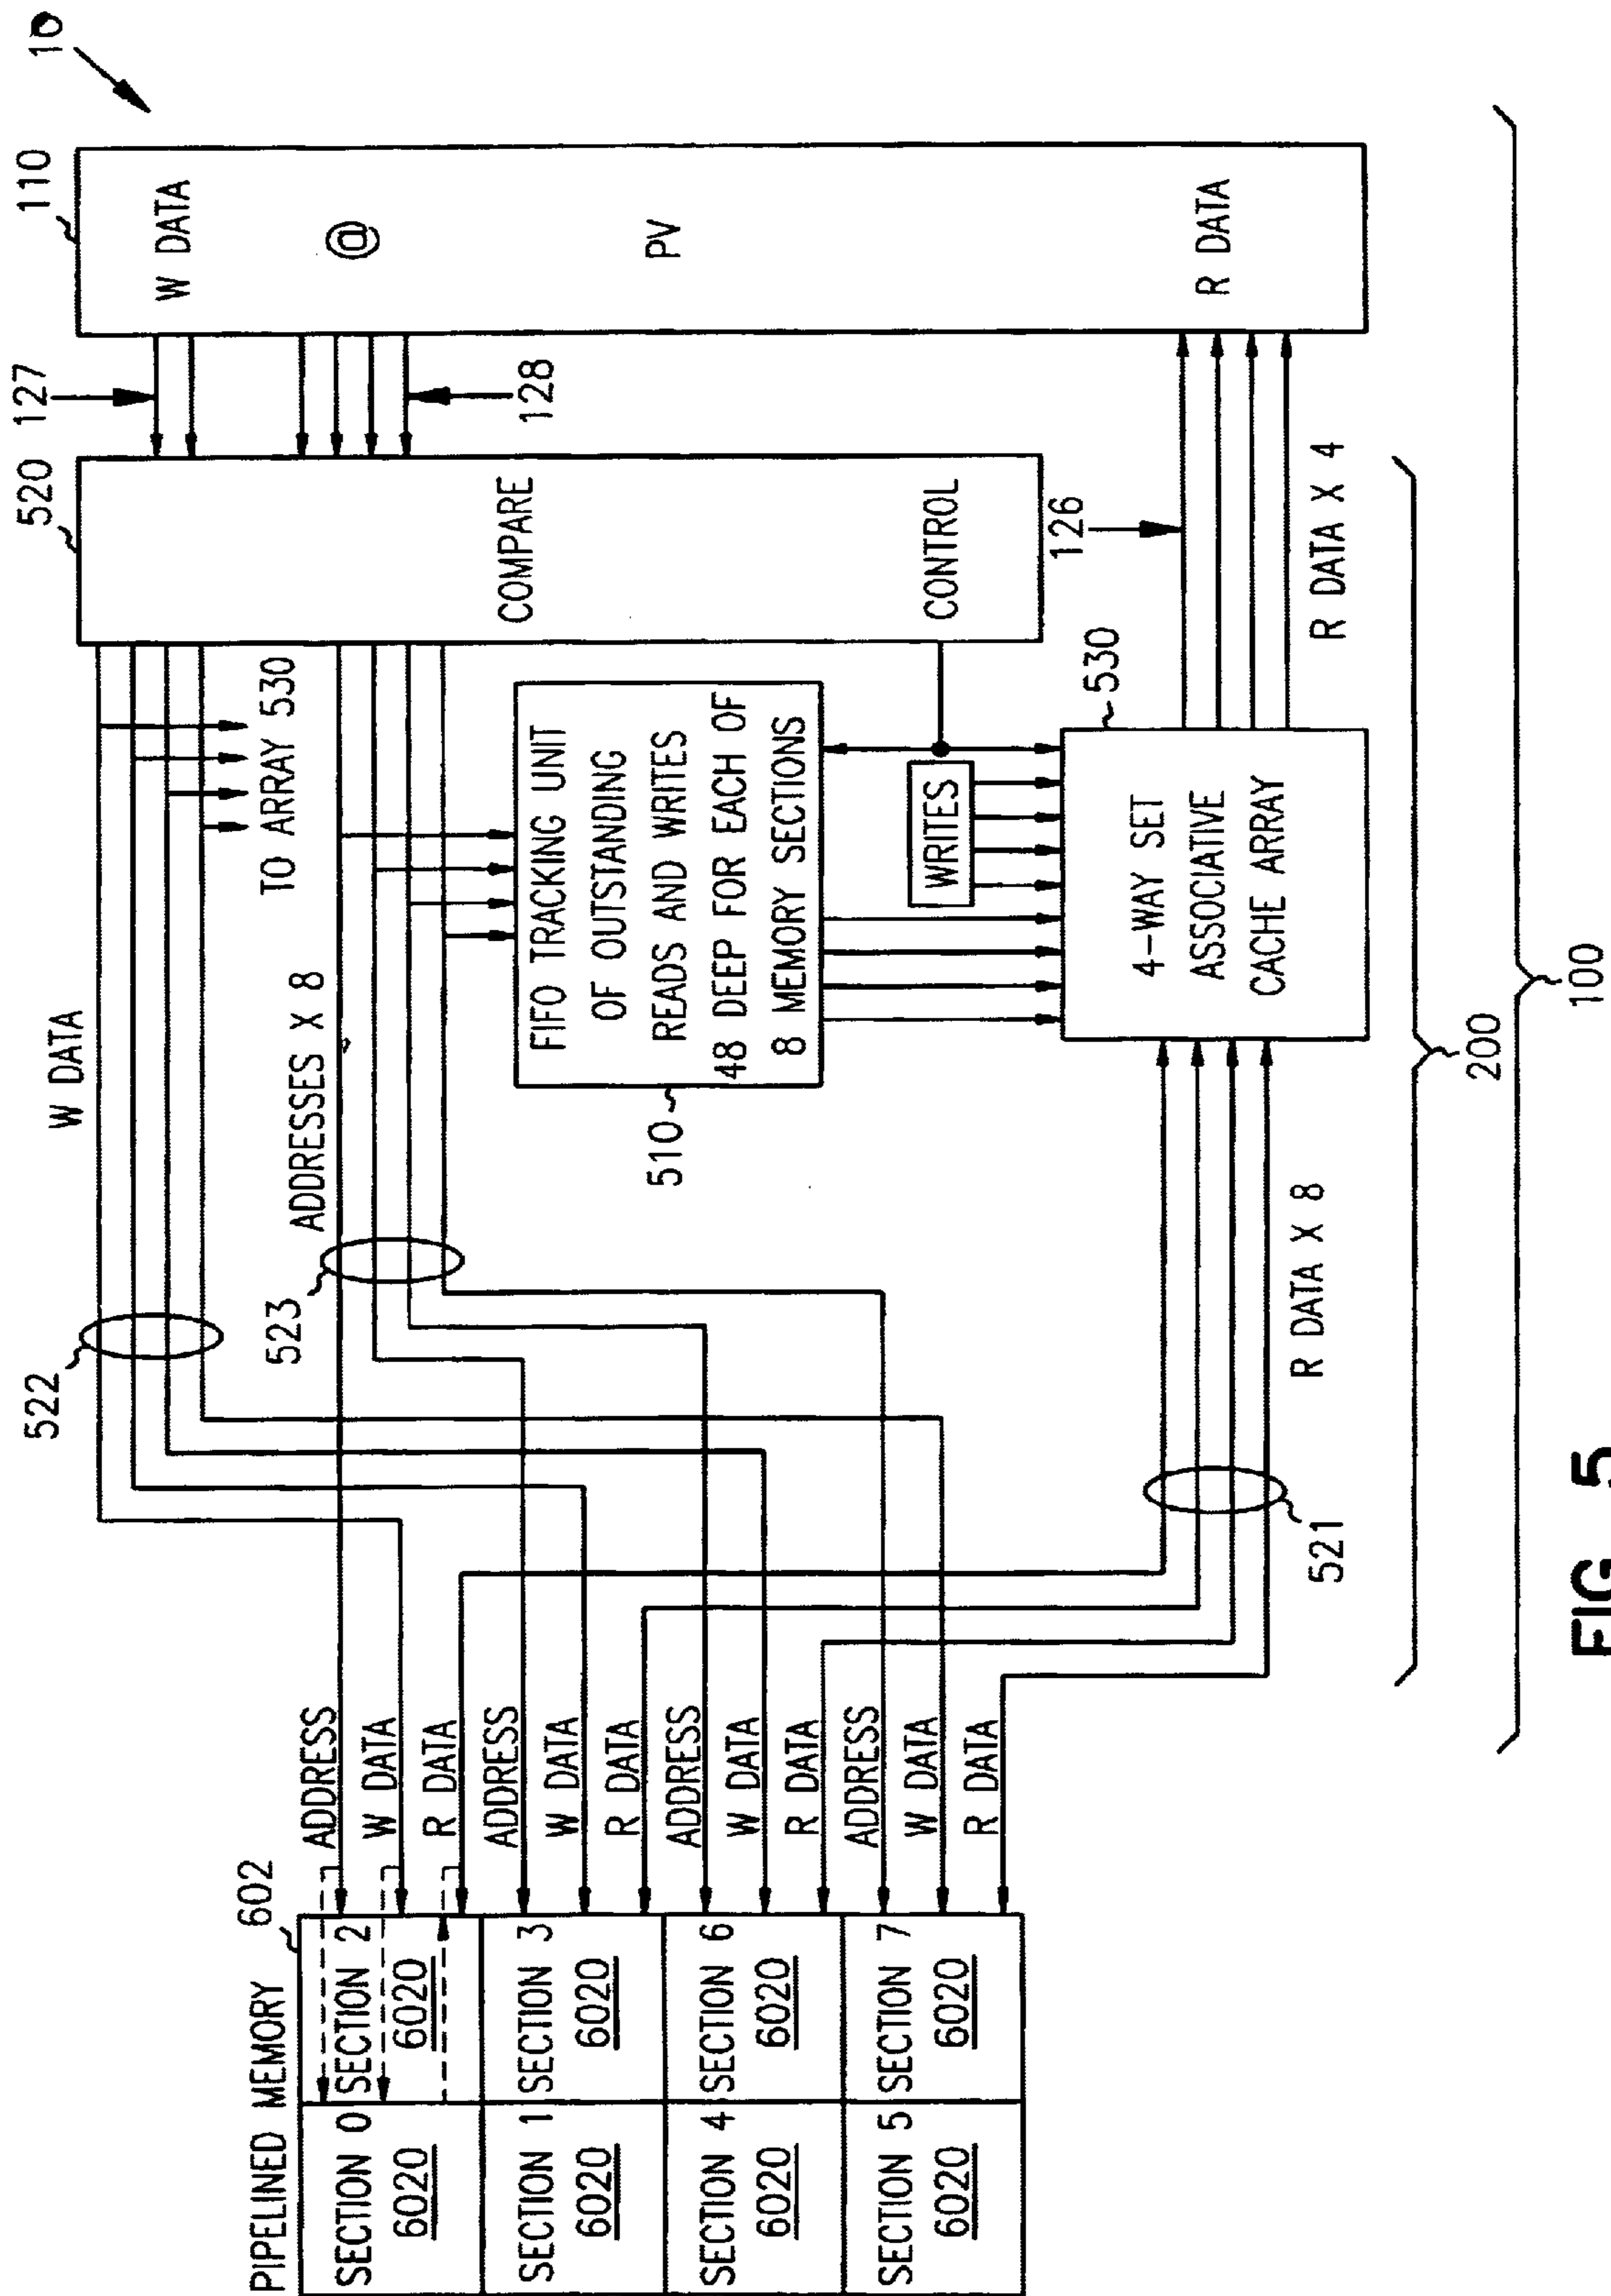 10
110
W DATA
@
PV
R DATA
127
128
520
COMPARE
CONTROL
126
R DATA X 4
W DATA
TO ARRAY 530
ADDRESSES X 8
FIFO TRACKING UNIT
OF OUTSTANDING
READS AND WRITES
48 DEEP FOR EACH OF
8 MEMORY SECTIONS
510
WRITES
530
4-WAY SET
ASSOCIATIVE
CACHE ARRAY
522
523
521
R DATA X 8
200
100
ADDRESS
W DATA
R DATA
ADDRESS
W DATA
R DATA
ADDRESS
W DATA
R DATA
ADDRESS
W DATA
R DATA
PIPELINED MEMORY
602
SECTION 0
6020
SECTION 2
6020
SECTION 1
6020
SECTION 3
6020
SECTION 4
6020
SECTION 6
6020
SECTION 5
6020
SECTION 7
6020
FIG. 5